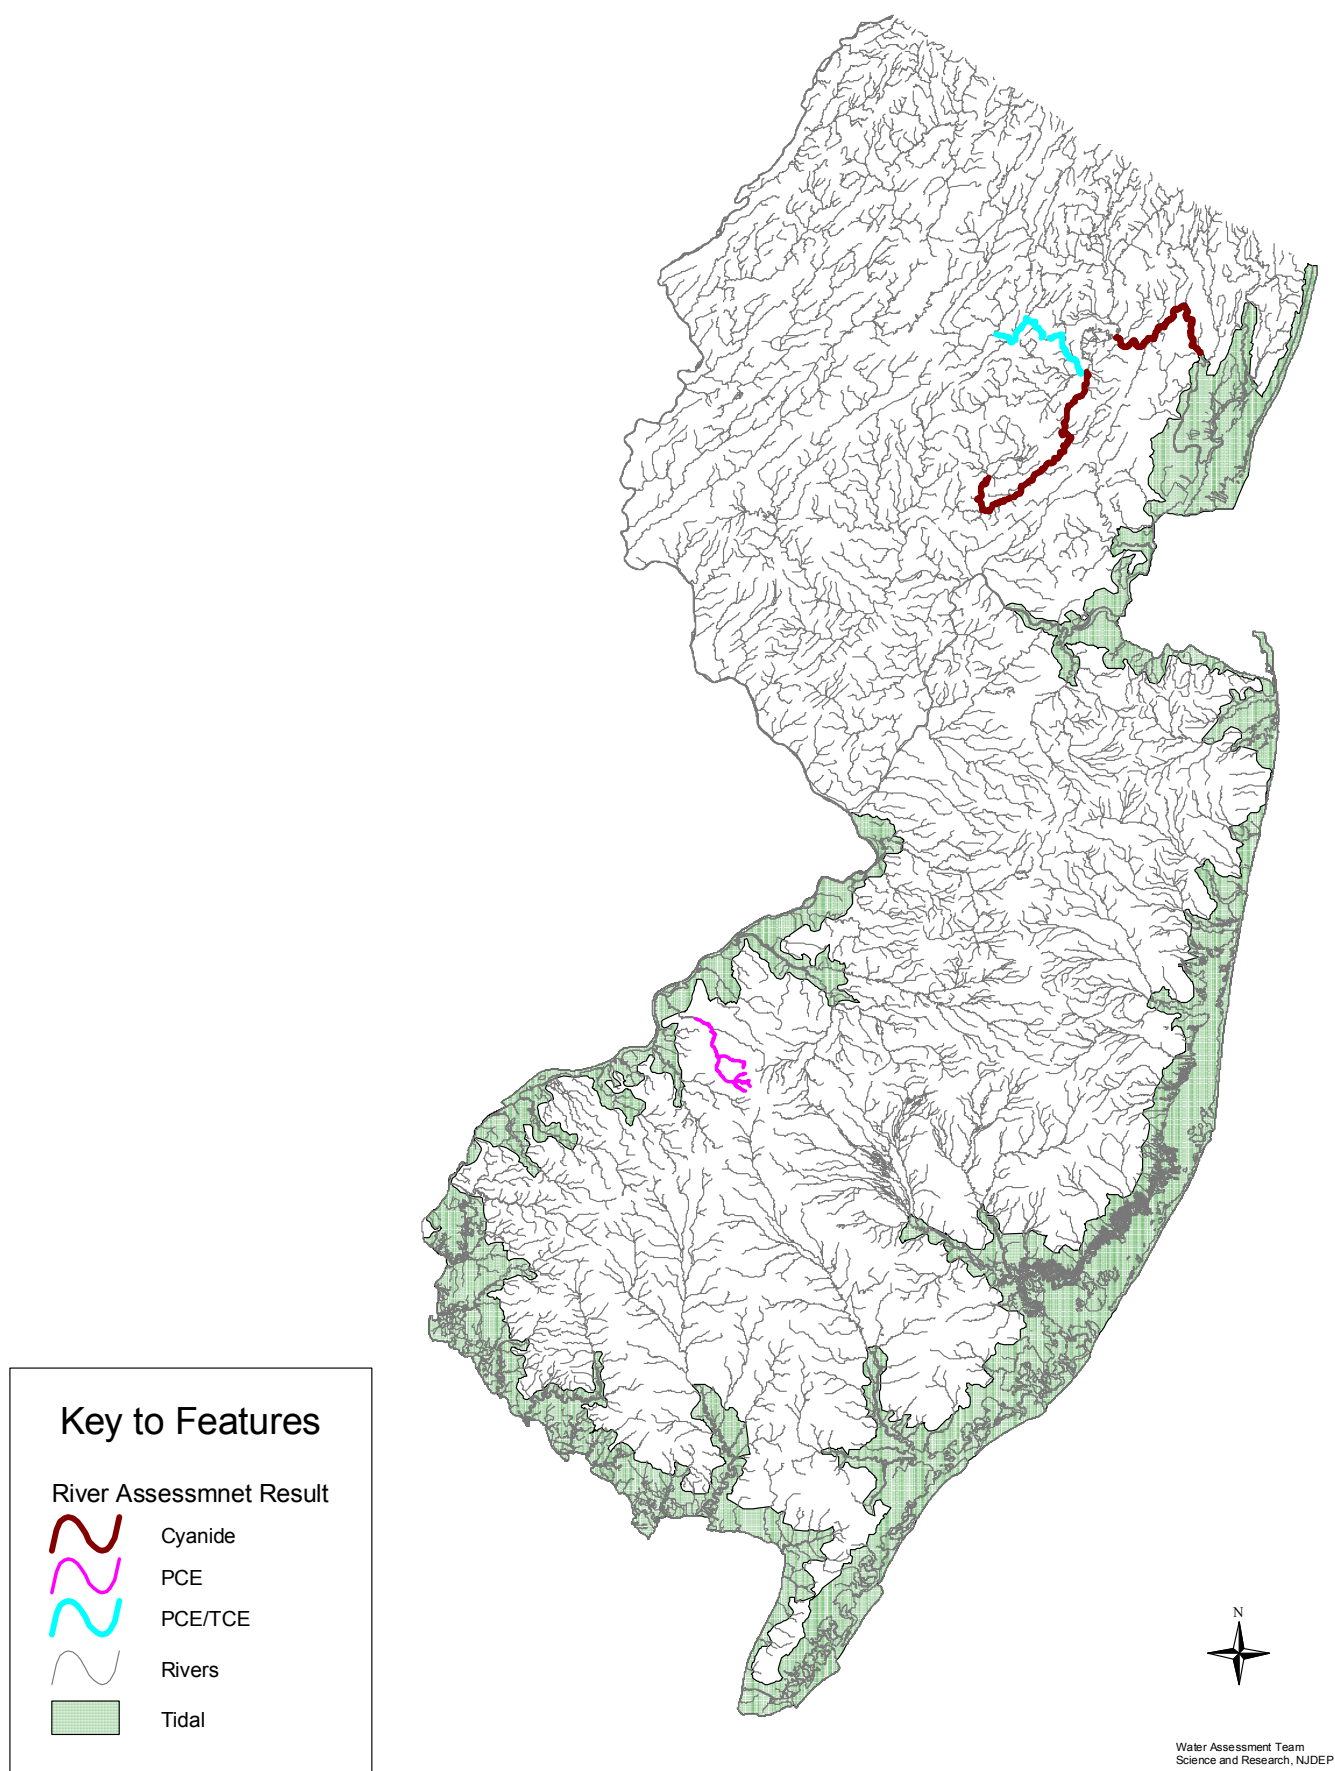 Key to Features
River Assessmnet Result
Cyanide
PCE
PCE/TCE
Rivers
Tidal
N
Water Assessment Team
Science and Research, NJDEP